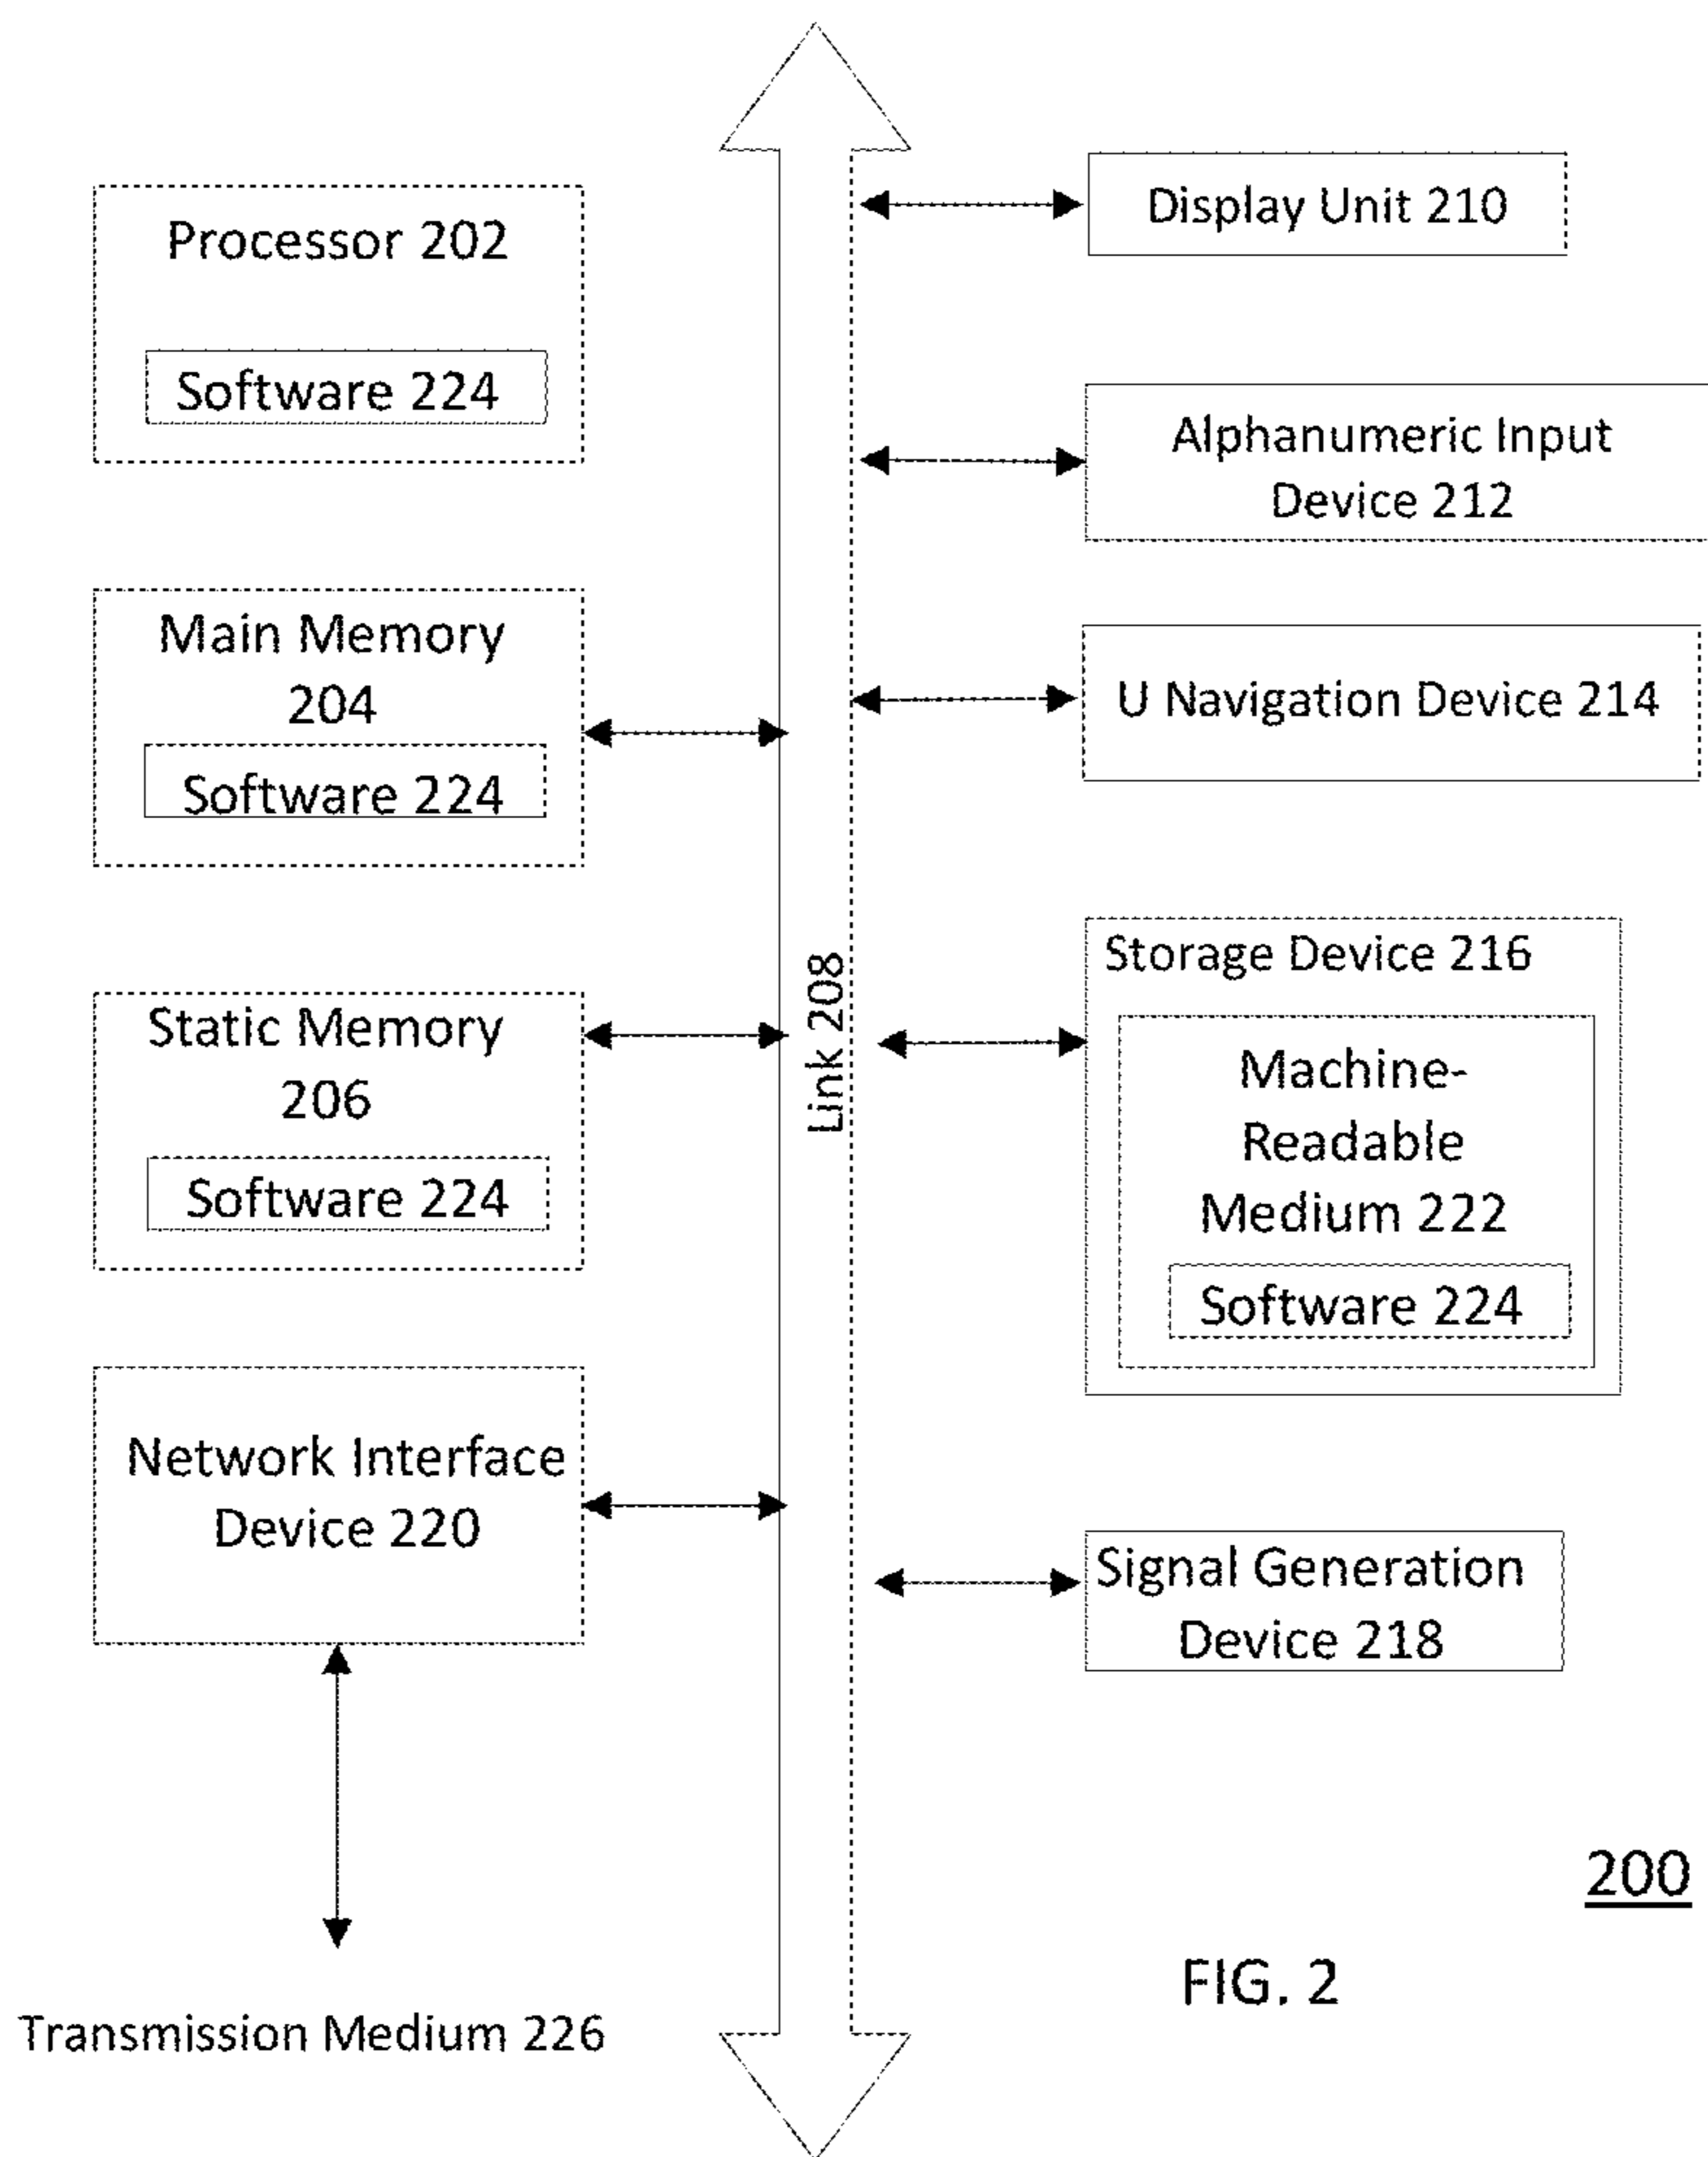 Processor 202
Software 224
Main Memory
204
Software 224
Static Memory
206
Software 224
Network Interface
Device 220
Transmission Medium 226
Link 208
Display Unit 210
Alphanumeric Input
Device 212
U Navigation Device 214
Storage Device 216
Machine-
Readable
Medium 222
Software 224
Signal Generation
Device 218
200
FIG. 2